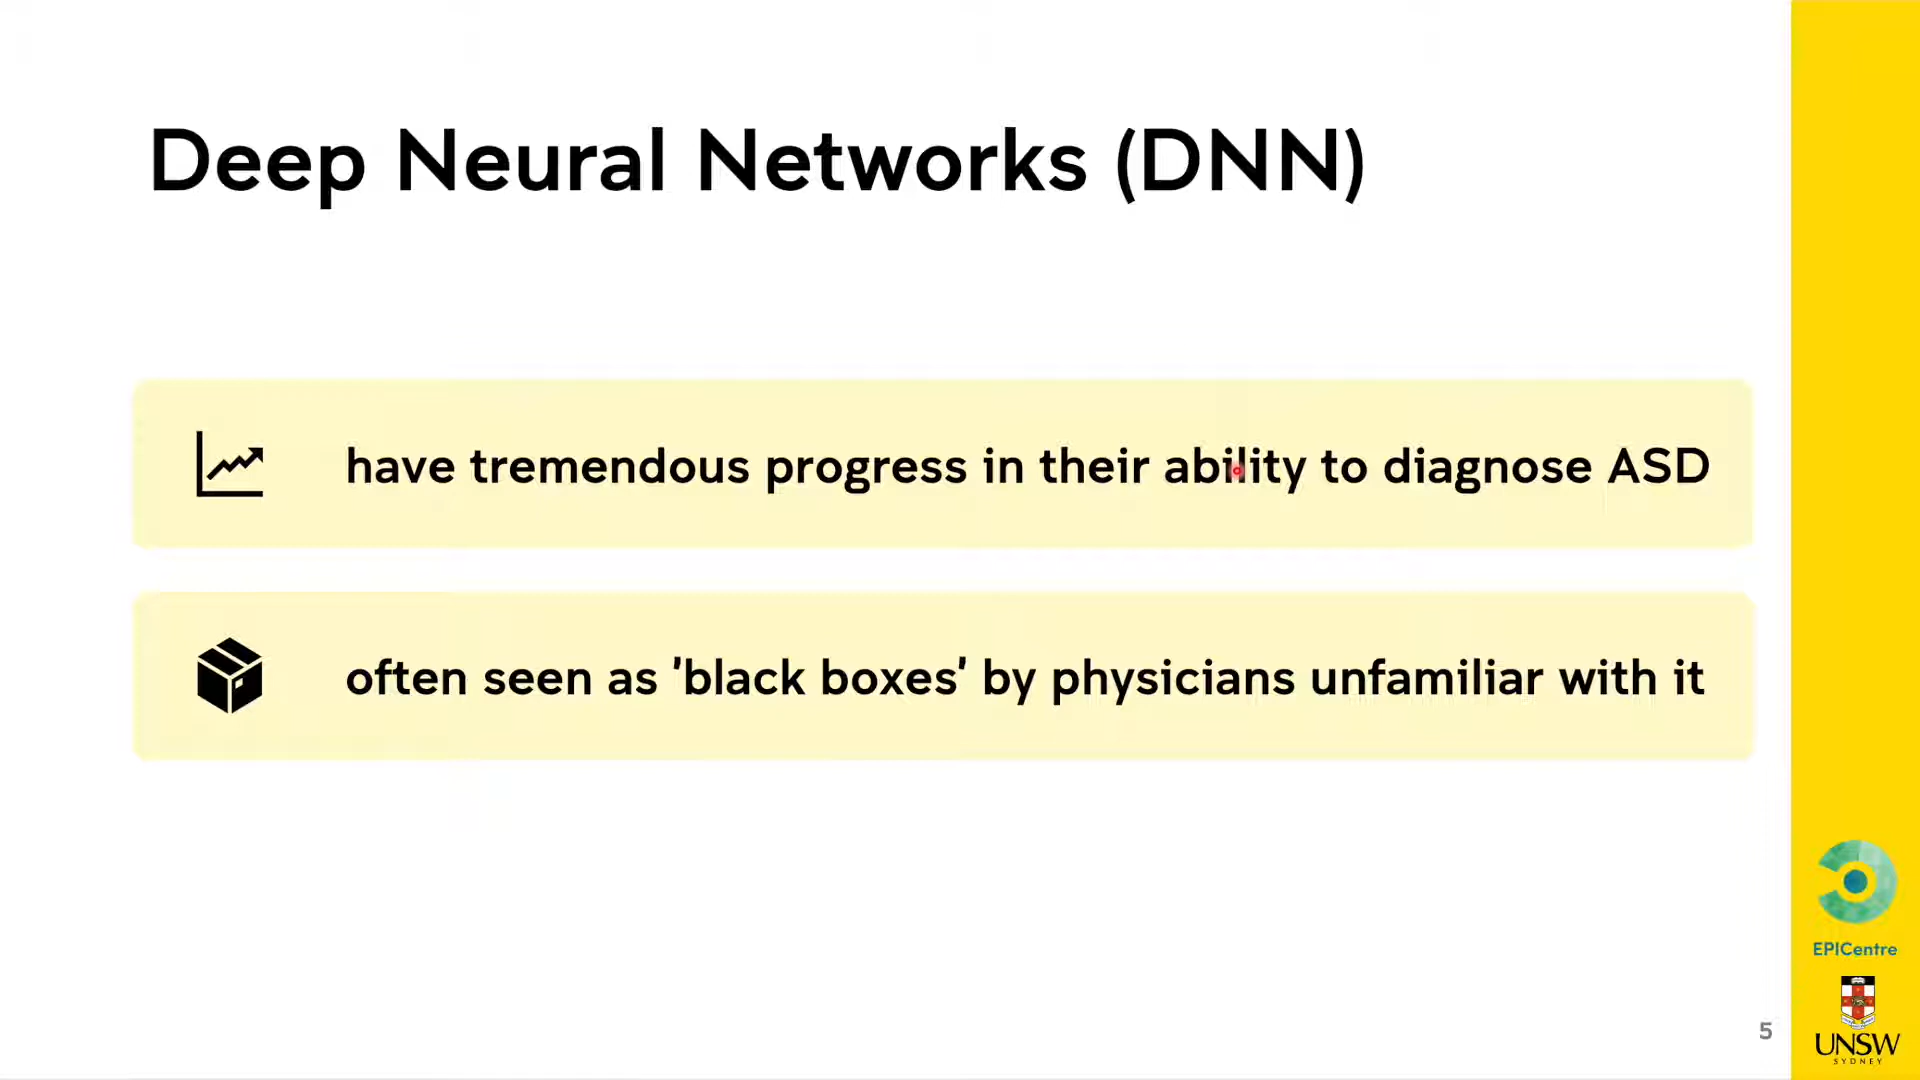 Deep Neural Networks (DNN)
have tremendous progress in their ability to diagnose ASD
often seen as 'black boxes' by physicians unfamiliar with it
EPICentre
5
UNSW
SYDNEY